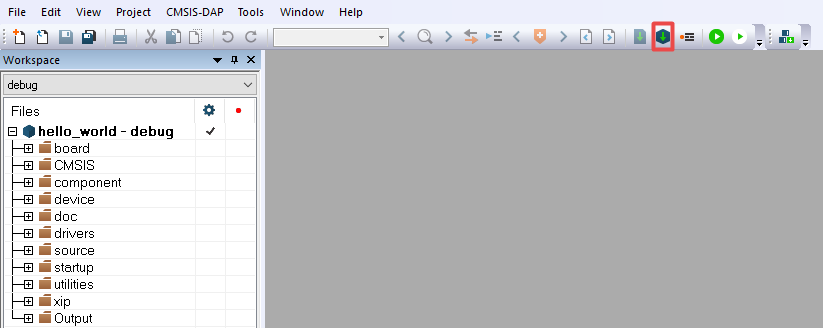 File Edit View Project CMSIS-DAP Tools Window Help
Workspace
debug
Files
hello_world - debug
board
CMSIS
component
device
doc
drivers
source
startup
utilities
xip
Output